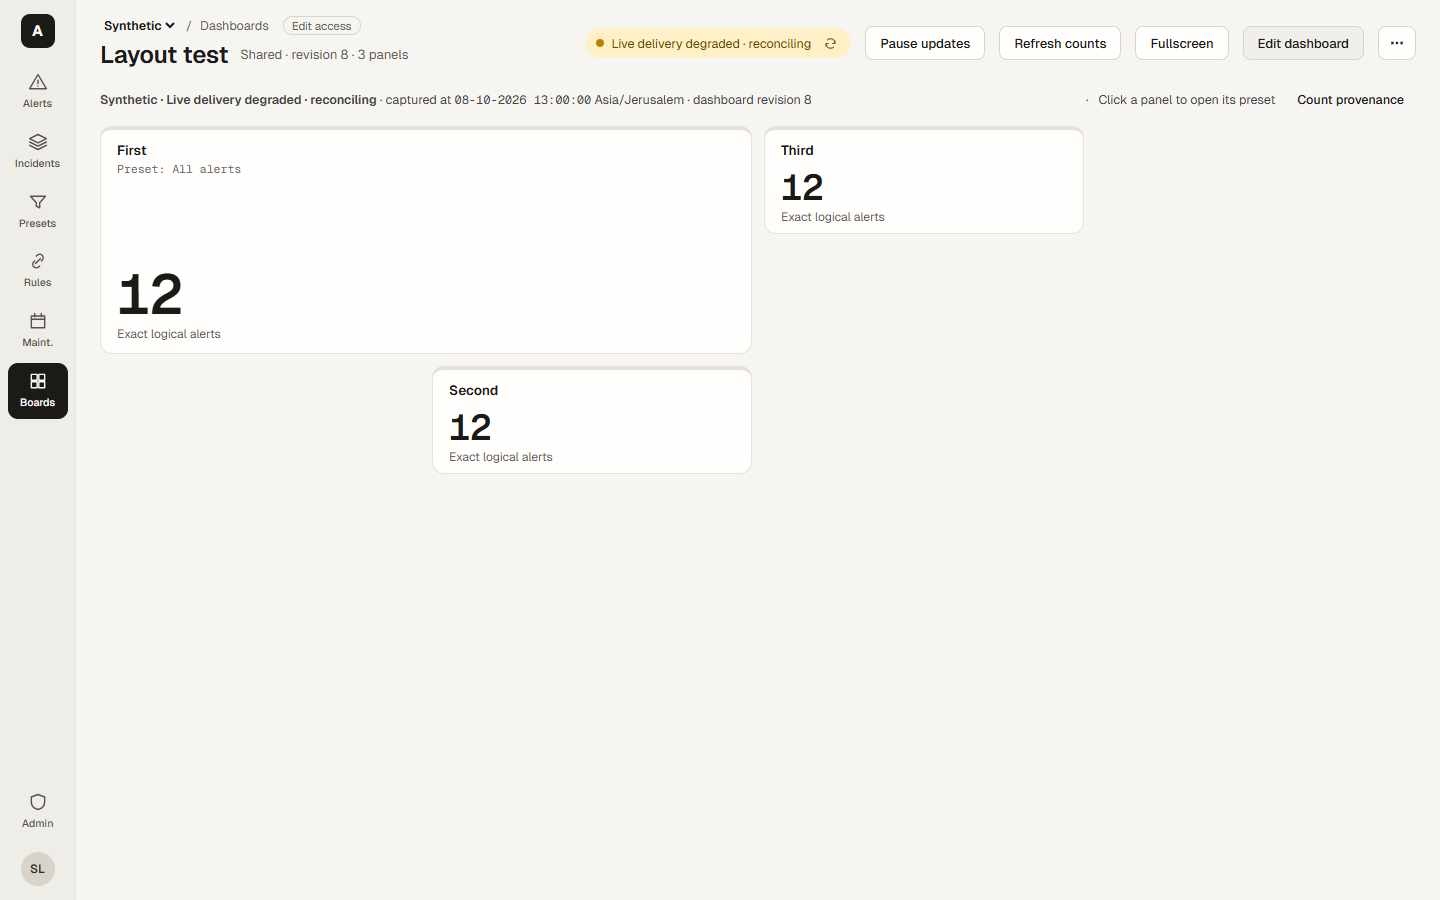 A
Alerts
Incidents
Presets
Rules
Maint.
Boards
Admin
SL
Synthetic / Dashboards Edit access
Layout test Shared · revision 8 · 3 panels
Live delivery degraded · reconciling
Pause updates
Refresh counts
Fullscreen
Edit dashboard
···
Synthetic · Live delivery degraded · reconciling · captured at 08-10-2026 13:00:00 Asia/Jerusalem · dashboard revision 8
· Click a panel to open its preset
Count provenance
First
Preset: All alerts
12
Exact logical alerts
Third
12
Exact logical alerts
Second
12
Exact logical alerts